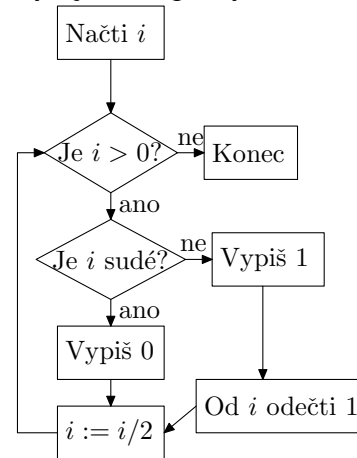 Načti i
Je i > 0?
ne
Konec
ano
Je i sudé?
ne
Vypiš 1
ano
Vypiš 0
Od i odečti 1
i := i/2